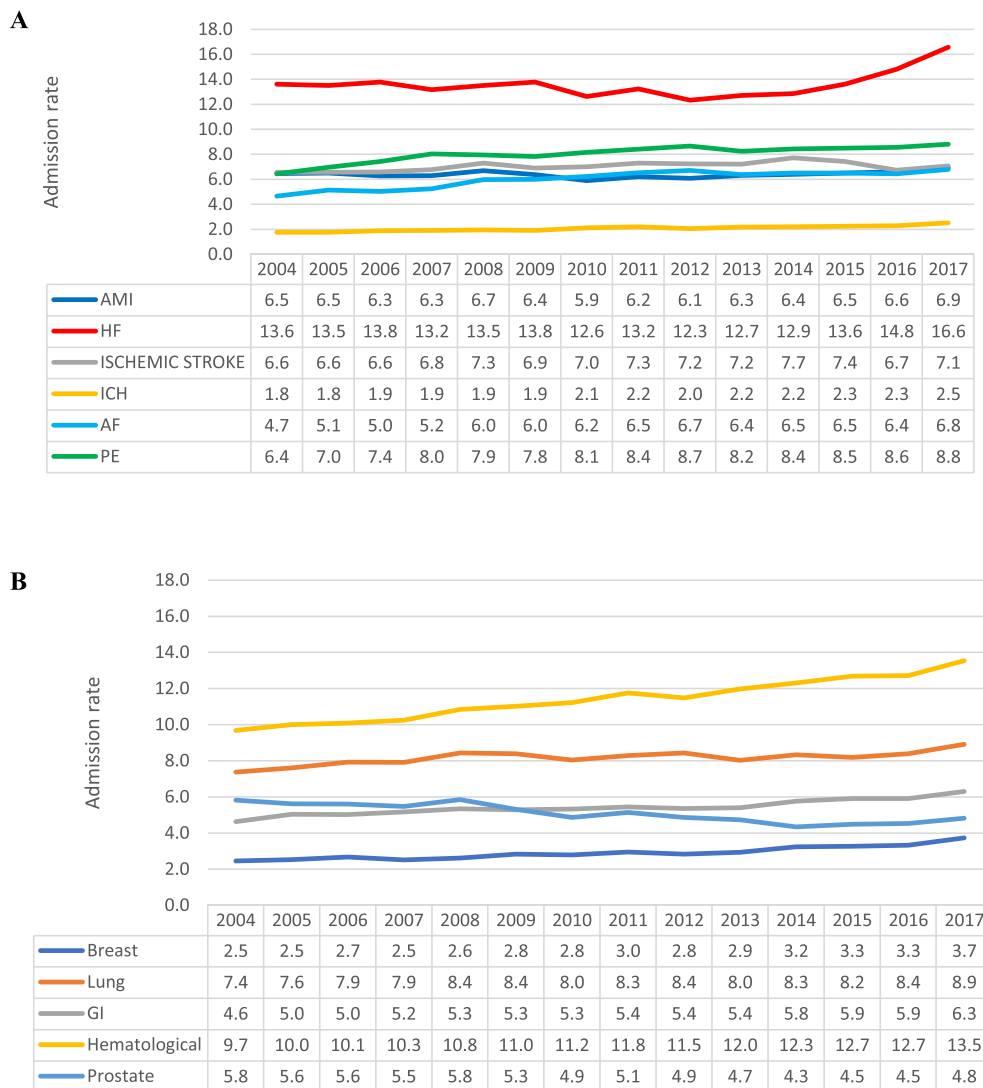 A
18.0
16.0
14.0
12.0
10.0
8.0
6.0
4.0
2.0
0.0
Admission rate
2004 2005 2006 2007 2008 2009 2010 2011 2012 2013 2014 2015 2016 2017
AMI 6.5 6.5 6.3 6.3 6.7 6.4 5.9 6.2 6.1 6.3 6.4 6.5 6.6 6.9
HF 13.6 13.5 13.8 13.2 13.5 13.8 12.6 13.2 12.3 12.7 12.9 13.6 14.8 16.6
ISCHEMIC STROKE 6.6 6.6 6.6 6.8 7.3 6.9 7.0 7.3 7.2 7.2 7.7 7.4 6.7 7.1
ICH 1.8 1.8 1.9 1.9 1.9 1.9 2.1 2.2 2.0 2.2 2.2 2.3 2.3 2.5
AF 4.7 5.1 5.0 5.2 6.0 6.0 6.2 6.5 6.7 6.4 6.5 6.5 6.4 6.8
PE 6.4 7.0 7.4 8.0 7.9 7.8 8.1 8.4 8.7 8.2 8.4 8.5 8.6 8.8
B
18.0
16.0
14.0
12.0
10.0
8.0
6.0
4.0
2.0
0.0
Admission rate
2004 2005 2006 2007 2008 2009 2010 2011 2012 2013 2014 2015 2016 2017
Breast 2.5 2.5 2.7 2.5 2.6 2.8 2.8 3.0 2.8 2.9 3.2 3.3 3.3 3.7
Lung 7.4 7.6 7.9 7.9 8.4 8.4 8.0 8.3 8.4 8.0 8.3 8.2 8.4 8.9
GI 4.6 5.0 5.0 5.2 5.3 5.3 5.3 5.4 5.4 5.4 5.8 5.9 5.9 6.3
Hematological 9.7 10.0 10.1 10.3 10.8 11.0 11.2 11.8 11.5 12.0 12.3 12.7 12.7 13.5
Prostate 5.8 5.6 5.6 5.5 5.8 5.3 4.9 5.1 4.9 4.7 4.3 4.5 4.5 4.8